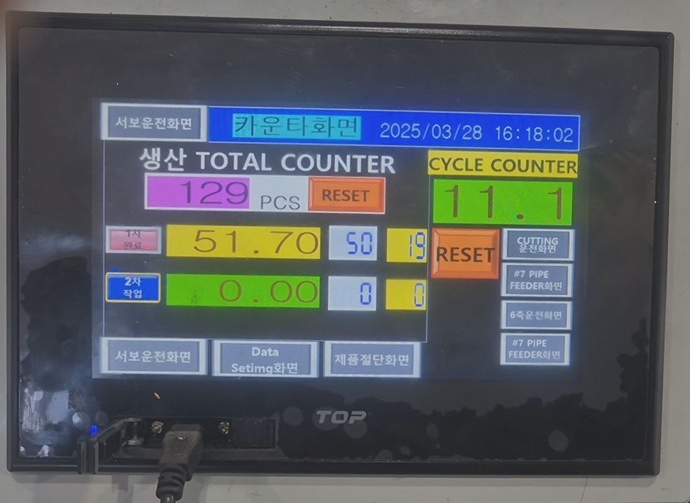 서보운전화면
카운타화면
2025/03/28 16:18:02
생산 TOTAL COUNTER
129 PCS RESET
CYCLE COUNTER
11.1
RESET
1차
완료
51.70 50 19
2차
작업
0.00 0 0
CUTTING
운전화면
#7 PIPE
FEEDER화면
6축운전화면
#7 PIPE
FEEDER화면
서보운전화면
Data
Setimg화면
제품절단화면
TOP